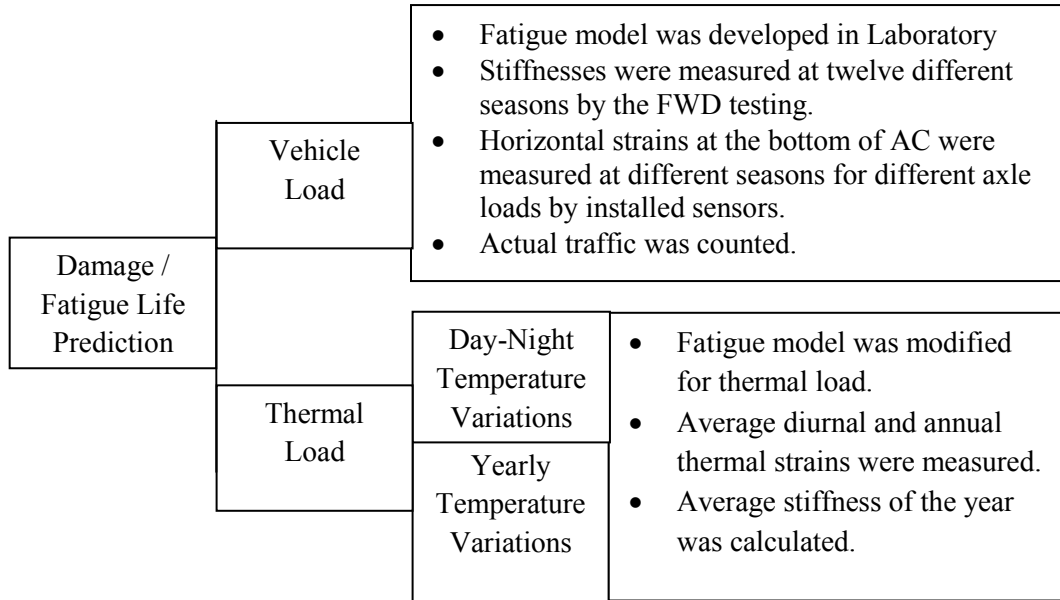 Damage /
Fatigue Life
Prediction
Vehicle
Load
• Fatigue model was developed in Laboratory
• Stiffnesses were measured at twelve different
seasons by the FWD testing.
• Horizontal strains at the bottom of AC were
measured at different seasons for different axle
loads by installed sensors.
• Actual traffic was counted.
Thermal
Load
Day-Night
Temperature
Variations
Yearly
Temperature
Variations
• Fatigue model was modified
for thermal load.
• Average diurnal and annual
thermal strains were measured.
• Average stiffness of the year
was calculated.